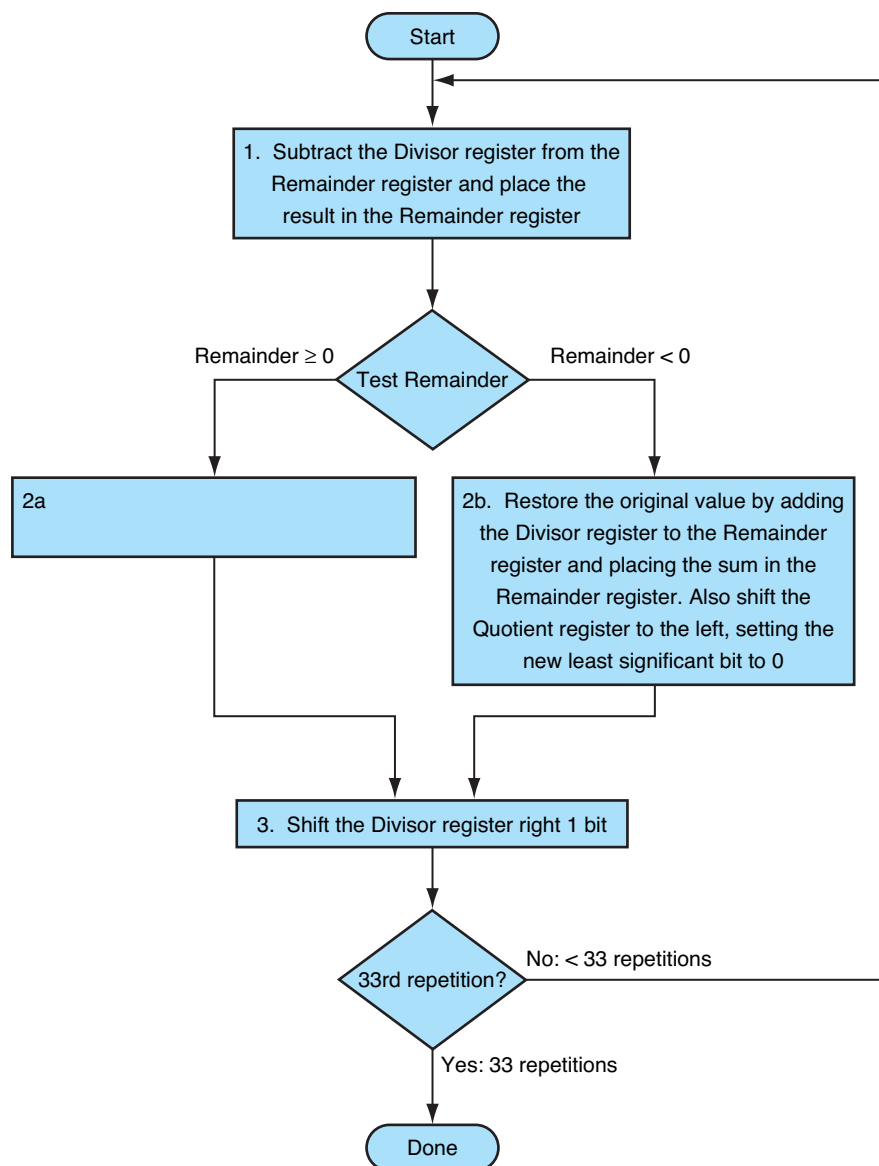 Start
1. Subtract the Divisor register from the
Remainder register and place the
result in the Remainder register
Remainder ≥ 0
Remainder < 0
Test Remainder
2a
2b. Restore the original value by adding
the Divisor register to the Remainder
register and placing the sum in the
Remainder register. Also shift the
Quotient register to the left, setting the
new least significant bit to 0
3. Shift the Divisor register right 1 bit
No: < 33 repetitions
33rd repetition?
Yes: 33 repetitions
Done